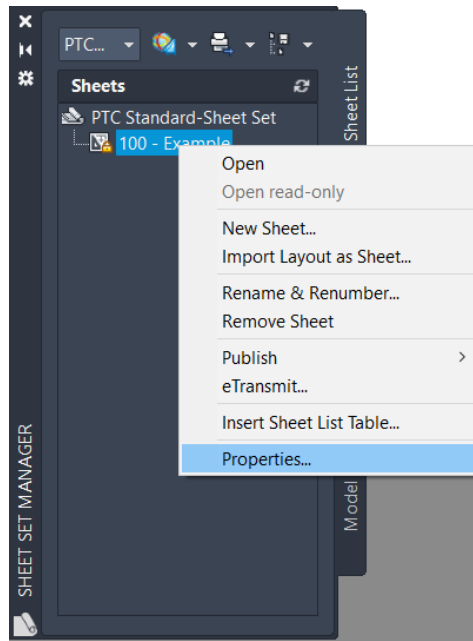 PTC...
Sheets
PTC Standard-Sheet Set
100 - Example
Open
Open read-only
New Sheet...
Import Layout as Sheet...
Rename & Renumber...
Remove Sheet
Publish
eTransmit...
Insert Sheet List Table...
Properties...
Sheet List
Model
SHEET SET MANAGER